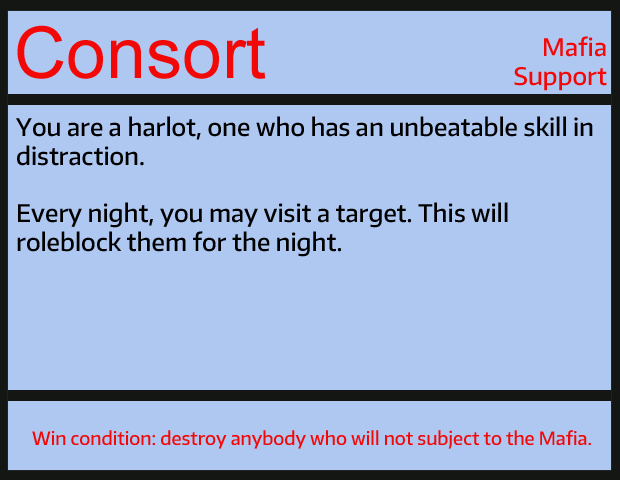 Consort
Mafia
Support
You are a harlot, one who has an unbeatable skill in
distraction.
Every night, you may visit a target. This will
roleblock them for the night.
Win condition: destroy anybody who will not subject to the Mafia.